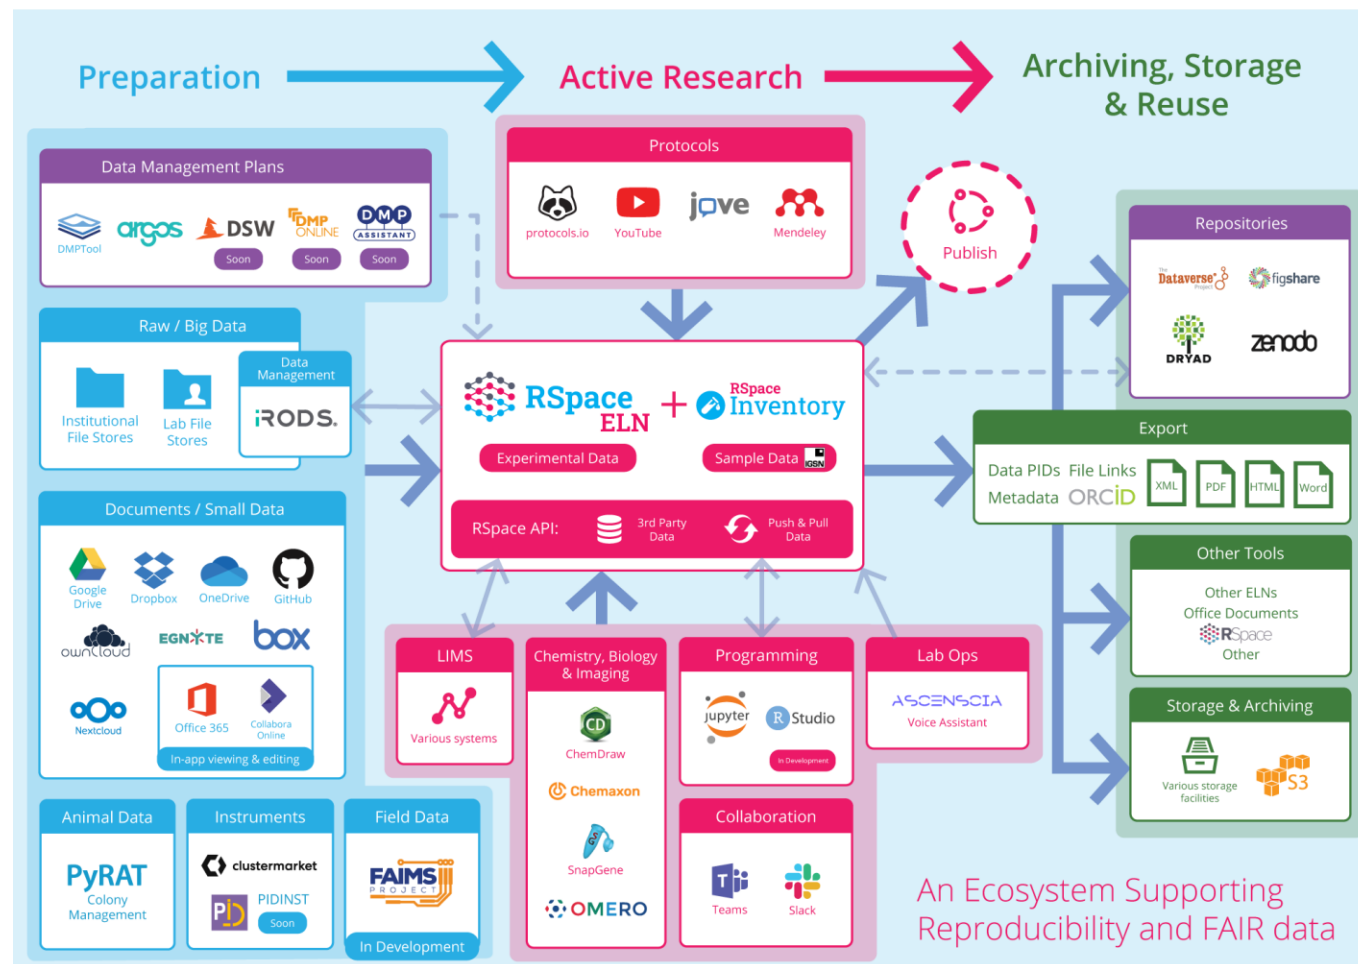 Preparation
Active Research
Archiving, Storage
& Reuse
Data Management Plans
DMPTool
argos
DSW
Soon
DMP
ONLINE
Soon
DMP
ASSISTANT
Soon
Protocols
protocols.io
YouTube
jove
Mendeley
Publish
Repositories
The
Dataverse
Project
figshare
DRYAD
zenodo
Raw / Big Data
Institutional
File Stores
Lab File
Stores
Data
Management
iRODS.
RSpace
ELN
+
RSpace
Inventory
Experimental Data
Sample Data
IGSN
RSpace API:
3rd Party
Data
Push & Pull
Data
Export
Data PIDs
File Links
Metadata
ORCID
XML
PDF
HTML
Word
Documents / Small Data
Google
Drive
Dropbox
OneDrive
GitHub
ownCloud
EGNYTE
box
Nextcloud
Office 365
Collabora
Online
In-app viewing & editing
Other Tools
Other ELNs
Office Documents
RSpace
Other
LIMS
Various systems
Chemistry, Biology
& Imaging
CD
ChemDraw
Chemaxon
SnapGene
OMERO
Programming
jupyter
R Studio
In Development
Lab Ops
ASCENSCIA
Voice Assistant
Storage & Archiving
Various storage
facilities
S3
Animal Data
PyRAT
Colony
Management
Instruments
clustermarket
PID
PIDINST
Soon
Field Data
FAIMS
PROJECT
In Development
Collaboration
T
Teams
Slack
An Ecosystem Supporting
Reproducibility and FAIR data